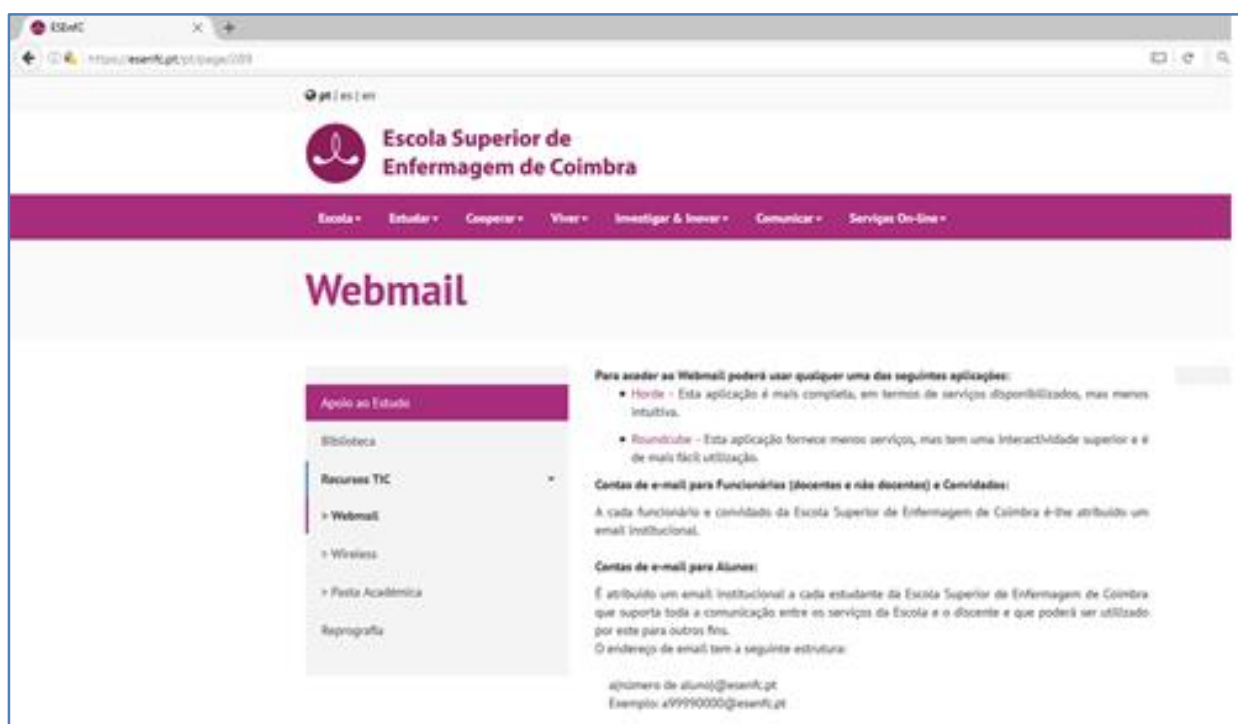 ESEnfC
https://esenfc.pt/pt/page/289
pt | es | en
Escola Superior de
Enfermagem de Coimbra
Escola Estudar Cooperar Viver Investigar & Inovar Comunicar Serviços On-line
Webmail
Apoio ao Estudo
Biblioteca
Recursos TIC
> Webmail
> Wireless
> Pasta Académica
Reprografia
Para aceder ao Webmail poderá usar qualquer uma das seguintes aplicações:
• Horde - Esta aplicação é mais completa, em termos de serviços disponibilizados, mas menos
intuitiva.
• Roundcube - Esta aplicação fornece menos serviços, mas tem uma interactividade superior e é
de mais fácil utilização.
Contas de e-mail para Funcionários (docentes e não docentes) e Convidados:
A cada funcionário e convidado da Escola Superior de Enfermagem de Coimbra é-lhe atribuído um
email institucional.
Contas de e-mail para Alunos:
É atribuído um email institucional a cada estudante da Escola Superior de Enfermagem de Coimbra
que suporta toda a comunicação entre os serviços da Escola e o discente e que poderá ser utilizado
por este para outros fins.
O endereço de email tem a seguinte estrutura:
a(número de aluno)@esenfc.pt
Exemplo: a99990000@esenfc.pt